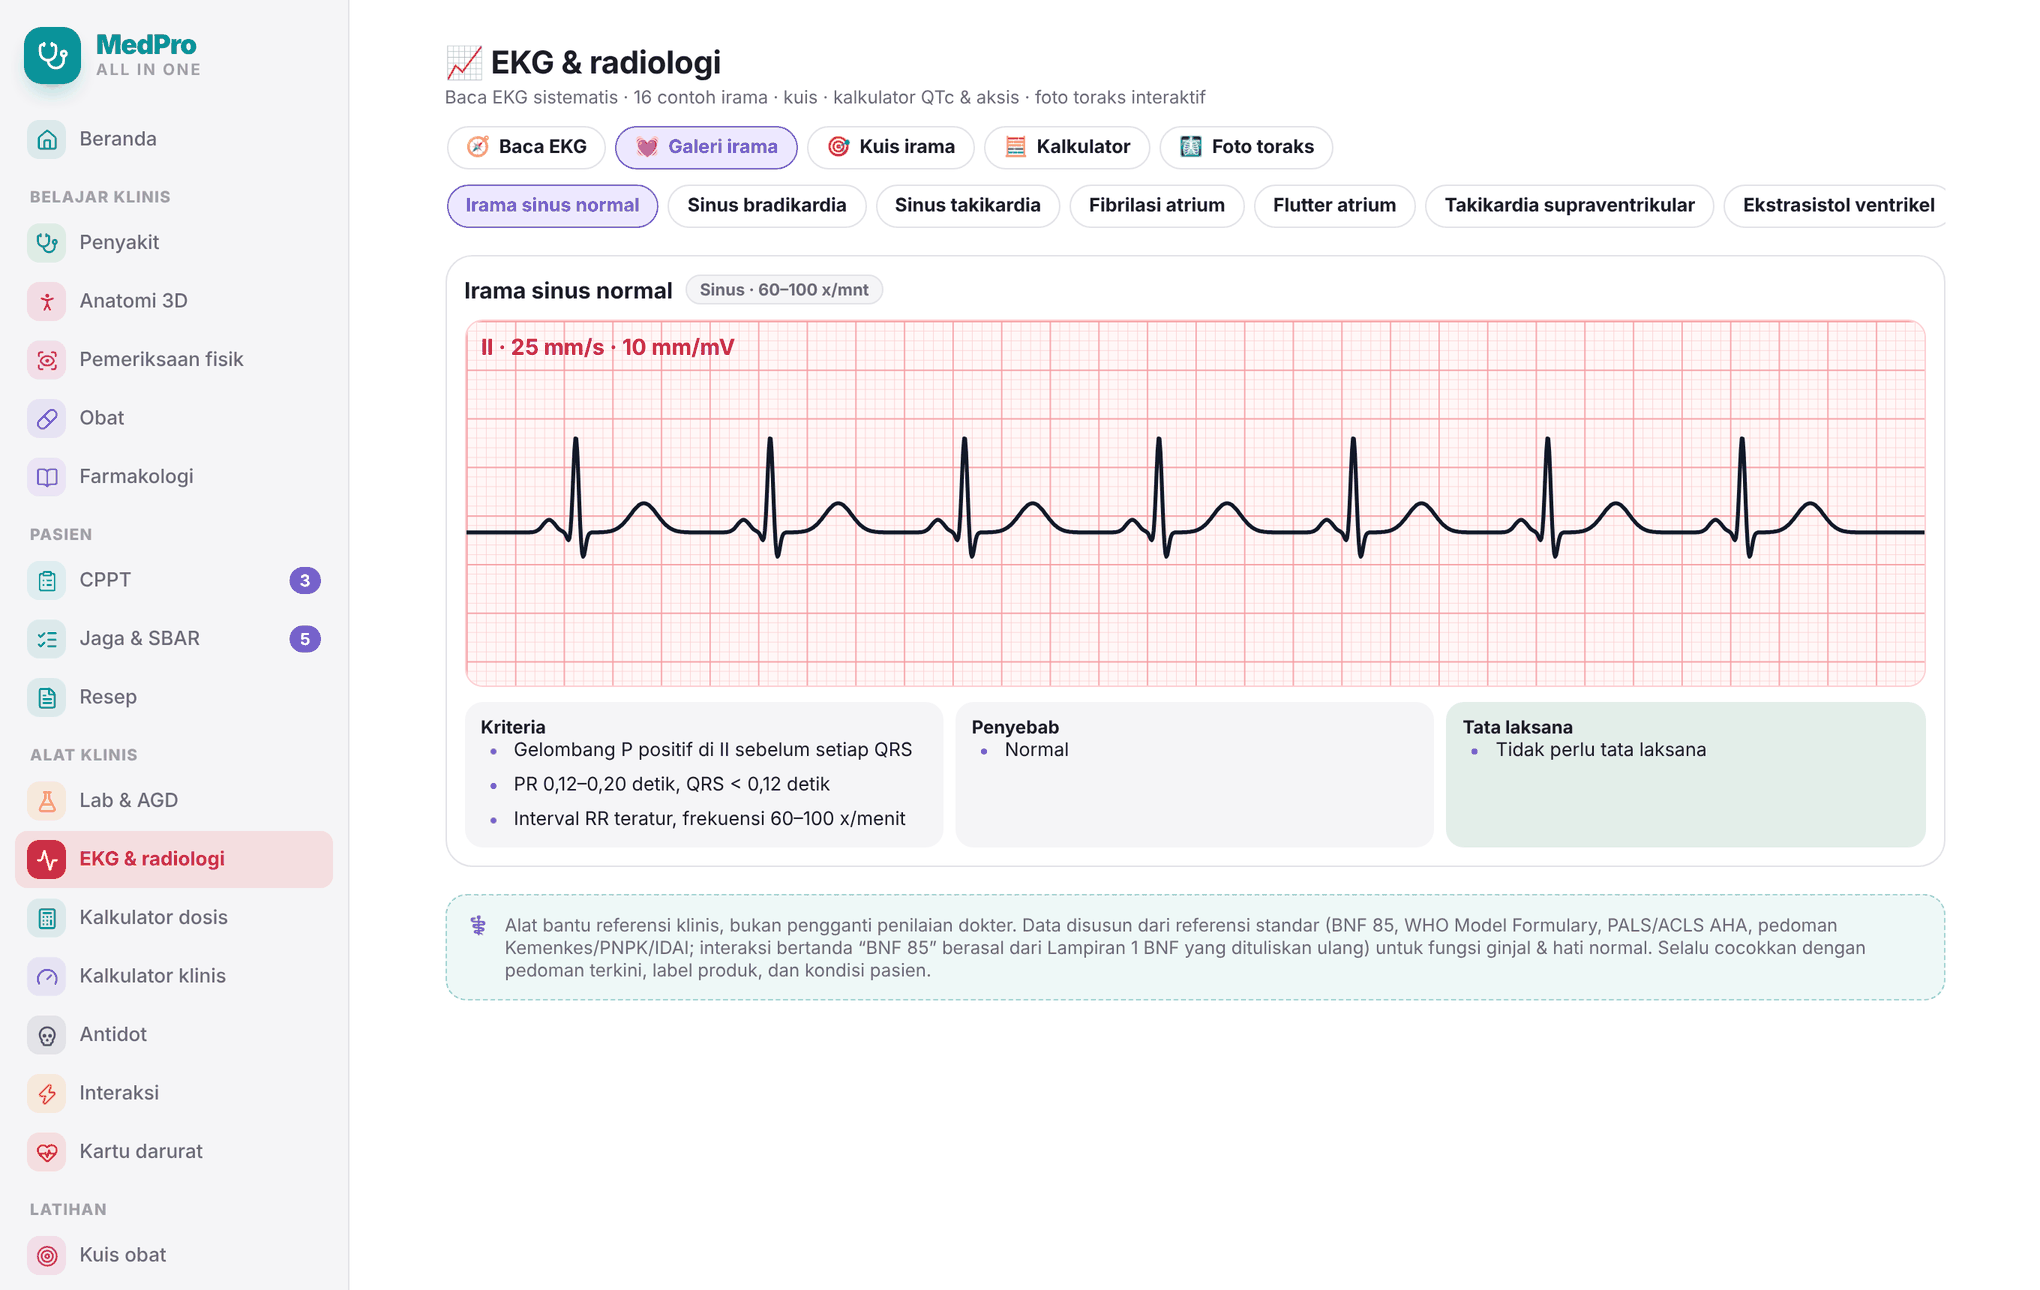 MedPro
ALL IN ONE
Beranda
BELAJAR KLINIS
Penyakit
Anatomi 3D
Pemeriksaan fisik
Obat
Farmakologi
PASIEN
CPPT 3
Jaga & SBAR 5
Resep
ALAT KLINIS
Lab & AGD
EKG & radiologi
Kalkulator dosis
Kalkulator klinis
Antidot
Interaksi
Kartu darurat
LATIHAN
Kuis obat
EKG & radiologi
Baca EKG sistematis · 16 contoh irama · kuis · kalkulator QTc & aksis · foto toraks interaktif
Baca EKG Galeri irama Kuis irama Kalkulator Foto toraks
Irama sinus normal Sinus bradikardia Sinus takikardia Fibrilasi atrium Flutter atrium Takikardia supraventrikular Ekstrasistol ventrikel
Irama sinus normal Sinus · 60–100 x/mnt
II · 25 mm/s · 10 mm/mV
Kriteria
• Gelombang P positif di II sebelum setiap QRS
• PR 0,12–0,20 detik, QRS < 0,12 detik
• Interval RR teratur, frekuensi 60–100 x/menit
Penyebab
• Normal
Tata laksana
• Tidak perlu tata laksana
Alat bantu referensi klinis, bukan pengganti penilaian dokter. Data disusun dari referensi standar (BNF 85, WHO Model Formulary, PALS/ACLS AHA, pedoman
Kemenkes/PNPK/IDAI; interaksi bertanda “BNF 85” berasal dari Lampiran 1 BNF yang dituliskan ulang) untuk fungsi ginjal & hati normal. Selalu cocokkan dengan
pedoman terkini, label produk, dan kondisi pasien.